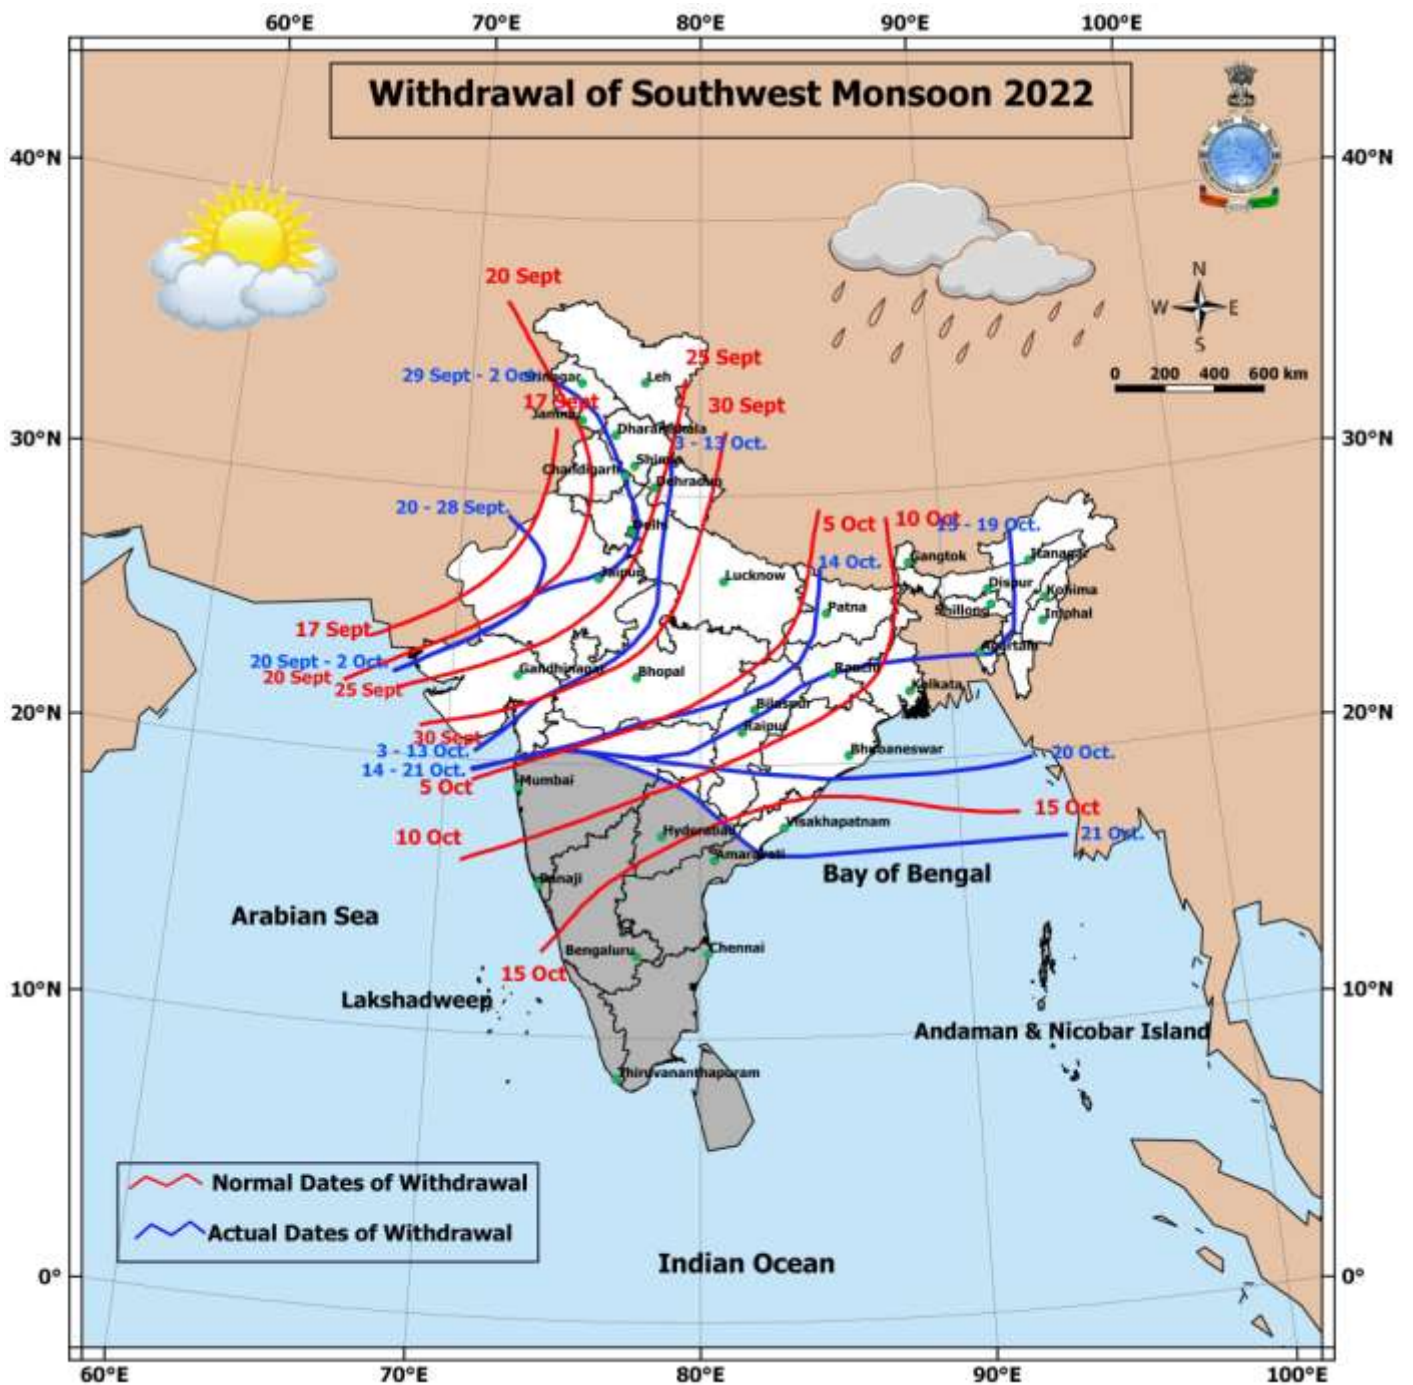 60°E 70°E 80°E 90°E 100°E
Withdrawal of Southwest Monsoon 2022
40°N 40°N
N
W E
S
20 Sept
0 200 400 600 km
25 Sept
29 Sept - 2 Oct.
Srinagar
Leh
17 Sept
30 Sept
Jammu
Dharamshala
30°N 30°N
3 - 13 Oct.
Shimla
Chandigarh
Dehradun
20 - 28 Sept.
5 Oct
10 Oct
15 - 19 Oct.
Delhi
Gangtok
Itanagar
14 Oct.
Jaipur
Lucknow
Dispur
Kohima
Patna
Shillong
Imphal
17 Sept
Agartala
20 Sept - 2 Oct.
Gandhinagar
Bhopal
Ranchi
20 Sept
25 Sept
Kolkata
20°N 20°N
Bilaspur
Raipur
30 Sept
3 - 13 Oct.
Bhubaneswar
20 Oct.
14 - 21 Oct.
Mumbai
5 Oct
15 Oct
10 Oct
Hyderabad
Visakhapatnam
21 Oct.
Amaravati
Bay of Bengal
Panaji
Arabian Sea
Bengaluru
Chennai
15 Oct
10°N 10°N
Lakshadweep
Andaman & Nicobar Island
Thiruvananthapuram
Normal Dates of Withdrawal
Actual Dates of Withdrawal
Indian Ocean
0° 0°
60°E 70°E 80°E 90°E 100°E